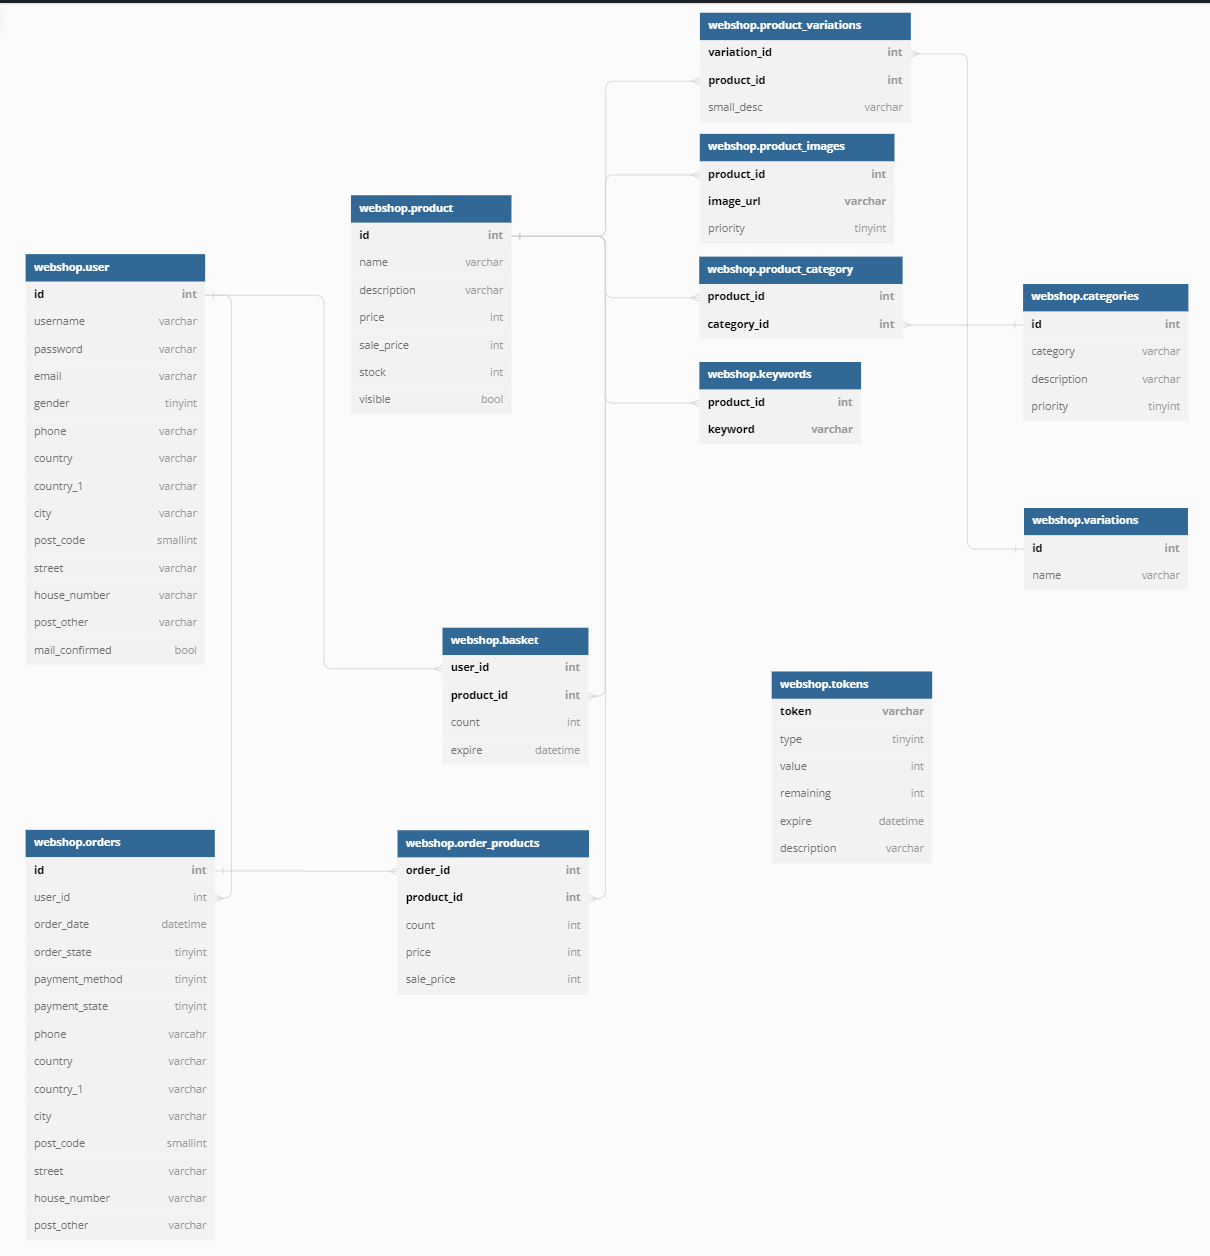 webshop.product_variations
variation_id int
product_id int
small_desc varchar
webshop.product_images
product_id int
image_url varchar
priority tinyint
webshop.product
id int
name varchar
description varchar
price int
sale_price int
stock int
visible bool
webshop.product_category
product_id int
category_id int
webshop.user
id int
username varchar
password varchar
email varchar
gender tinyint
phone varchar
country varchar
country_1 varchar
city varchar
post_code smallint
street varchar
house_number varchar
post_other varchar
mail_confirmed bool
webshop.categories
id int
category varchar
description varchar
priority tinyint
webshop.keywords
product_id int
keyword varchar
webshop.variations
id int
name varchar
webshop.basket
user_id int
product_id int
count int
expire datetime
webshop.tokens
token varchar
type tinyint
value int
remaining int
expire datetime
description varchar
webshop.orders
id int
user_id int
order_date datetime
order_state tinyint
payment_method tinyint
payment_state tinyint
phone varcahr
country varchar
country_1 varchar
city varchar
post_code smallint
street varchar
house_number varchar
post_other varchar
webshop.order_products
order_id int
product_id int
count int
price int
sale_price int